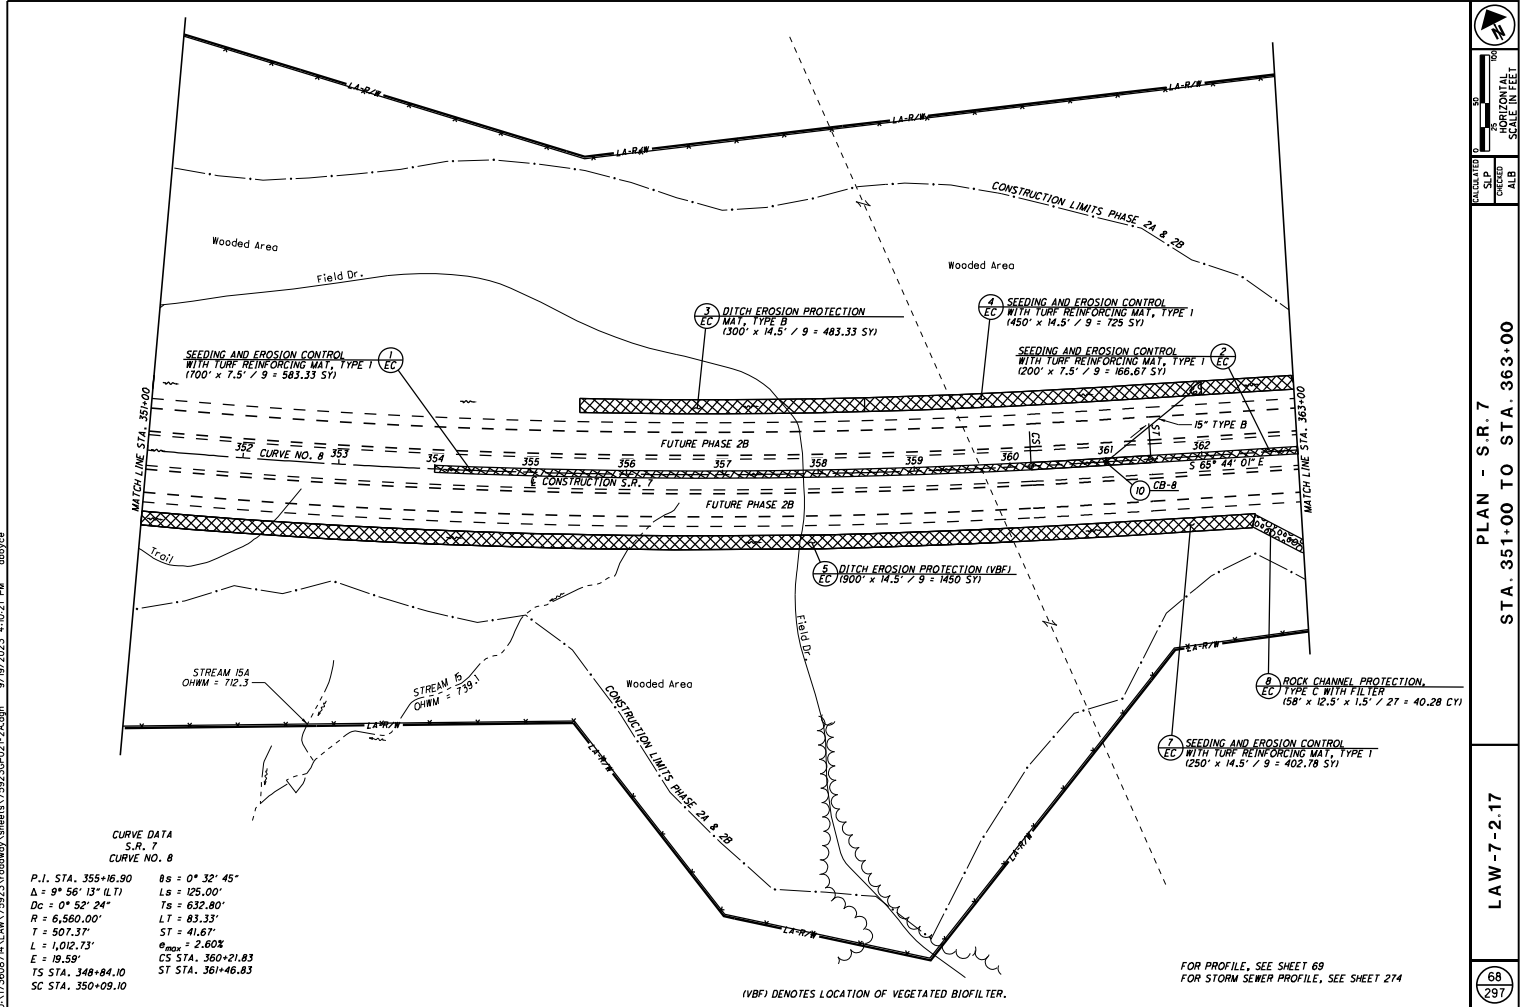 LA-R/W
LA-R/W
LA-R/W
LA-R/W
CONSTRUCTION LIMITS PHASE 2A & 2B
Wooded Area
Wooded Area
Field Dr.
3
EC
DITCH EROSION PROTECTION
MAT, TYPE B
(300' x 14.5' / 9 = 483.33 SY)
4
EC
SEEDING AND EROSION CONTROL
WITH TURF REINFORCING MAT, TYPE 1
(450' x 14.5' / 9 = 725 SY)
SEEDING AND EROSION CONTROL
WITH TURF REINFORCING MAT, TYPE 1
(700' x 7.5' / 9 = 583.33 SY)
1
EC
SEEDING AND EROSION CONTROL
WITH TURF REINFORCING MAT, TYPE 1
(200' x 7.5' / 9 = 166.67 SY)
2
EC
MATCH LINE STA. 351+00
MATCH LINE STA. 363+00
15" TYPE B
FUTURE PHASE 2B
352 CURVE NO. 8 353 354 355 356 357 358 359 360 361 362
CS
ST
S 65° 44' 01" E
℄ CONSTRUCTION S.R. 7
10
CB-8
FUTURE PHASE 2B
Trail
5
EC
DITCH EROSION PROTECTION (VBF)
(900' x 14.5' / 9 = 1450 SY)
Field Dr.
STREAM 15A
OHWM = 712.3
STREAM 15
OHWM = 739.1
Wooded Area
LA-R/W
LA-R/W
LA-R/W
LA-R/W
LA-R/W
CONSTRUCTION LIMITS PHASE 2A & 2B
8
EC
ROCK CHANNEL PROTECTION,
TYPE C WITH FILTER
(58' x 12.5' x 1.5' / 27 = 40.28 CY)
7
EC
SEEDING AND EROSION CONTROL
WITH TURF REINFORCING MAT, TYPE 1
(250' x 14.5' / 9 = 402.78 SY)
CURVE DATA
S.R. 7
CURVE NO. 8
P.I. STA. 355+16.90
Δ = 9° 56' 13" (LT)
Dc = 0° 52' 24"
R = 6,560.00'
T = 507.37'
L = 1,012.73'
E = 19.59'
TS STA. 348+84.10
SC STA. 350+09.10
θs = 0° 32' 45"
Ls = 125.00'
Ts = 632.80'
LT = 83.33'
ST = 41.67'
emax = 2.60%
CS STA. 360+21.83
ST STA. 361+46.83
(VBF) DENOTES LOCATION OF VEGETATED BIOFILTER.
FOR PROFILE, SEE SHEET 69
FOR STORM SEWER PROFILE, SEE SHEET 274
N
0 25 50 100
HORIZONTAL
SCALE IN FEET
CALCULATED
SLP
CHECKED
ALB
PLAN - S.R. 7
STA. 351+00 TO STA. 363+00
LAW-7-2.17
68
297